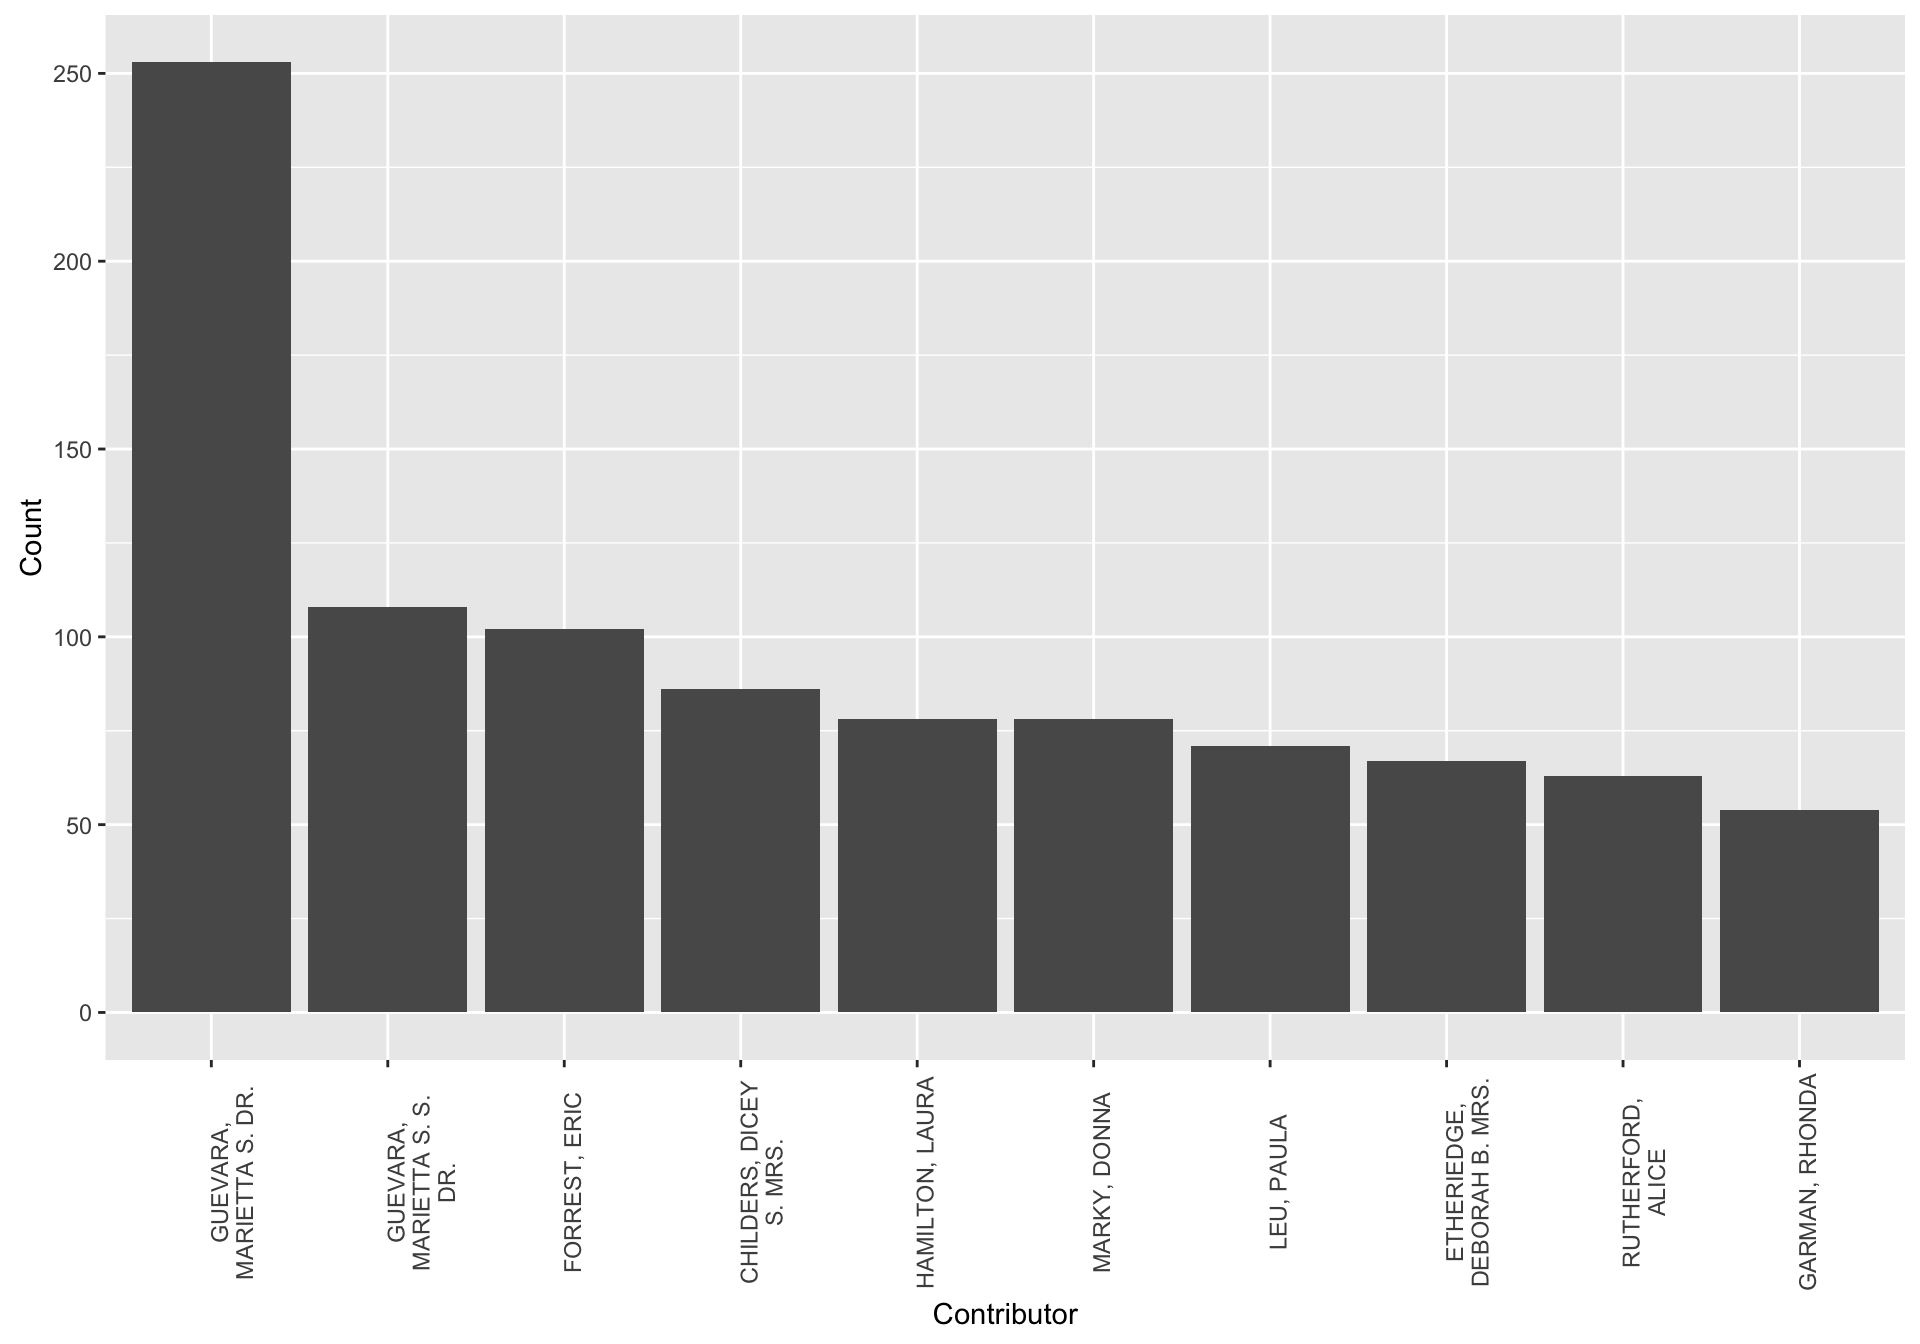 250
200
150
100
50
0
Count
GUEVARA,
MARIETTA S. DR.
GUEVARA,
MARIETTA S. S.
DR.
FORREST, ERIC
CHILDERS, DICEY
S. MRS.
HAMILTON, LAURA
MARKY, DONNA
LEU, PAULA
ETHERIEDGE,
DEBORAH B. MRS.
RUTHERFORD,
ALICE
GARMAN, RHONDA
Contributor